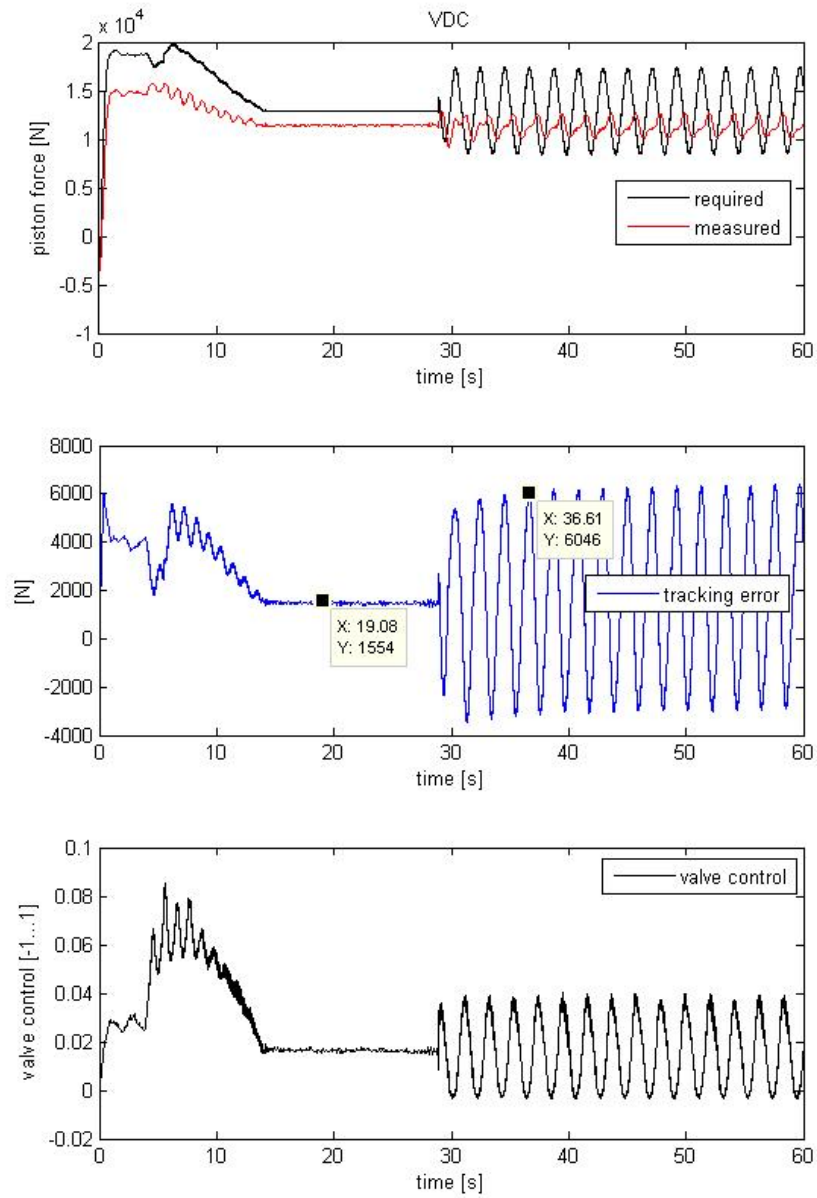 VDC
x 10^4
2
1.5
1
0.5
0
-0.5
-1
piston force [N]
required
measured
0 10 20 30 40 50 60
time [s]
8000
6000
4000
2000
0
-2000
-4000
[N]
X: 36.61
Y: 6046
tracking error
X: 19.08
Y: 1554
0 10 20 30 40 50 60
time [s]
0.1
0.08
0.06
0.04
0.02
0
-0.02
valve control [-1...1]
valve control
0 10 20 30 40 50 60
time [s]